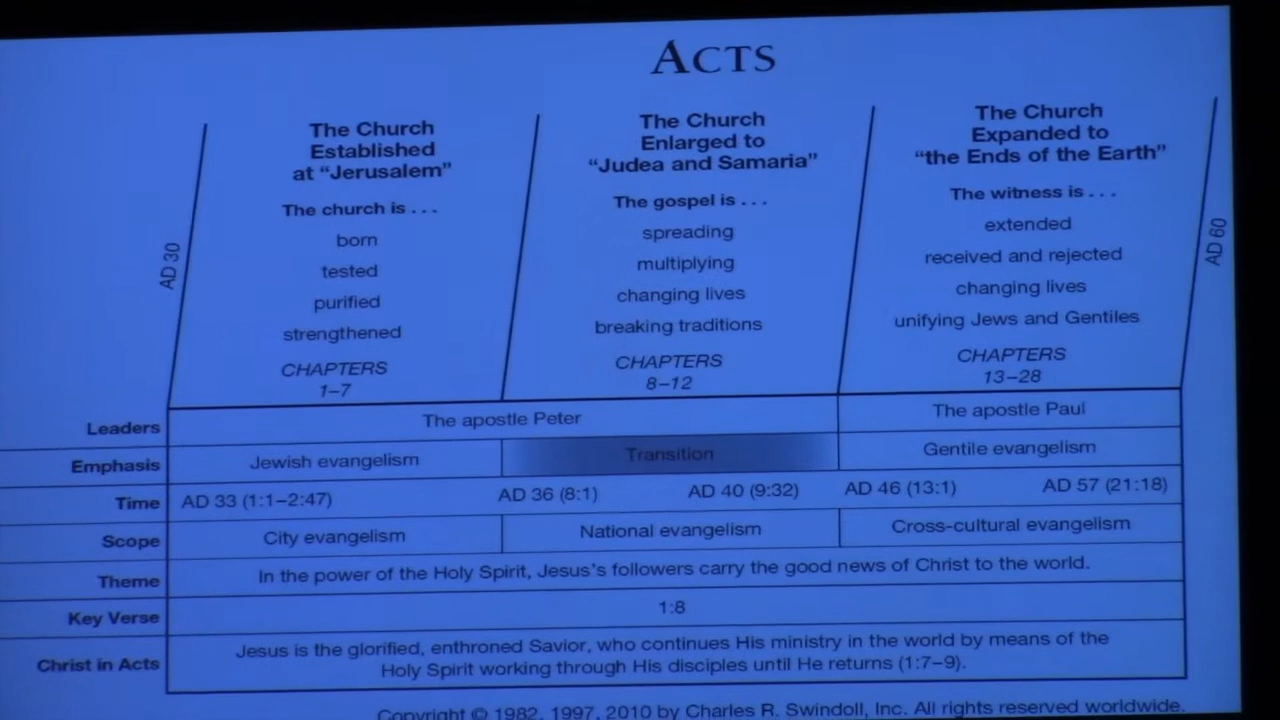 ACTS
The Church
Established
at “Jerusalem”
The church is . . .
born
tested
purified
strengthened
CHAPTERS
1–7
The Church
Enlarged to
“Judea and Samaria”
The gospel is . . .
spreading
multiplying
changing lives
breaking traditions
CHAPTERS
8–12
The Church
Expanded to
“the Ends of the Earth”
The witness is . . .
extended
received and rejected
changing lives
unifying Jews and Gentiles
CHAPTERS
13–28
AD 30
AD 60
Leaders
The apostle Peter
The apostle Paul
Emphasis
Jewish evangelism
Transition
Gentile evangelism
Time
AD 33 (1:1–2:47)
AD 36 (8:1)
AD 40 (9:32)
AD 46 (13:1)
AD 57 (21:18)
Scope
City evangelism
National evangelism
Cross-cultural evangelism
Theme
In the power of the Holy Spirit, Jesus’s followers carry the good news of Christ to the world.
Key Verse
1:8
Christ in Acts
Jesus is the glorified, enthroned Savior, who continues His ministry in the world by means of the
Holy Spirit working through His disciples until He returns (1:7–9).
Copyright © 1982, 1997, 2010 by Charles R. Swindoll, Inc. All rights reserved worldwide.